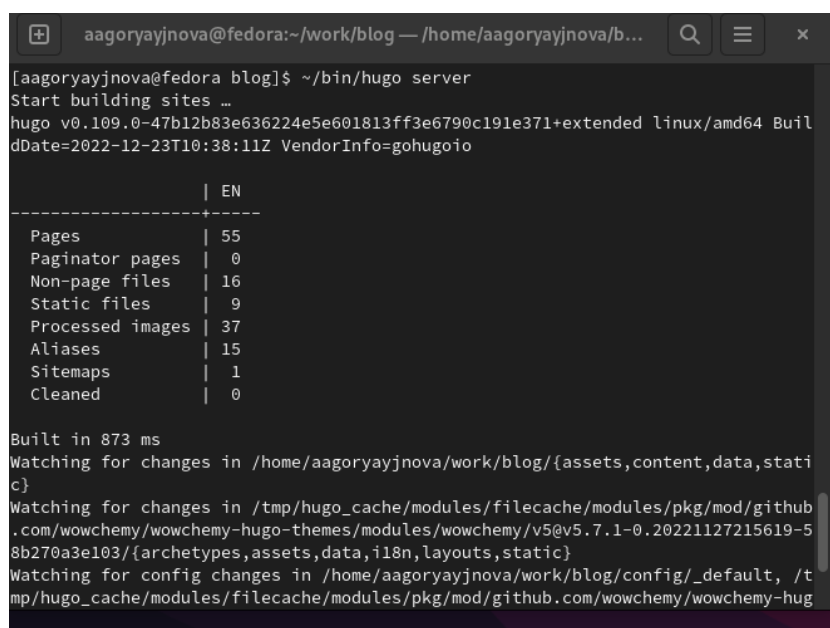 aagoryayjnova@fedora:~/work/blog — /home/aagoryayjnova/b...
[aagoryayjnova@fedora blog]$ ~/bin/hugo server
Start building sites …
hugo v0.109.0-47b12b83e636224e5e601813ff3e6790c191e371+extended linux/amd64 Buil
dDate=2022-12-23T10:38:11Z VendorInfo=gohugoio
| EN
-------------------+-----
Pages | 55
Paginator pages | 0
Non-page files | 16
Static files | 9
Processed images | 37
Aliases | 15
Sitemaps | 1
Cleaned | 0
Built in 873 ms
Watching for changes in /home/aagoryayjnova/work/blog/{assets,content,data,stati
c}
Watching for changes in /tmp/hugo_cache/modules/filecache/modules/pkg/mod/github
.com/wowchemy/wowchemy-hugo-themes/modules/wowchemy/v5@v5.7.1-0.20221127215619-5
8b270a3e103/{archetypes,assets,data,i18n,layouts,static}
Watching for config changes in /home/aagoryayjnova/work/blog/config/_default, /t
mp/hugo_cache/modules/filecache/modules/pkg/mod/github.com/wowchemy/wowchemy-hug